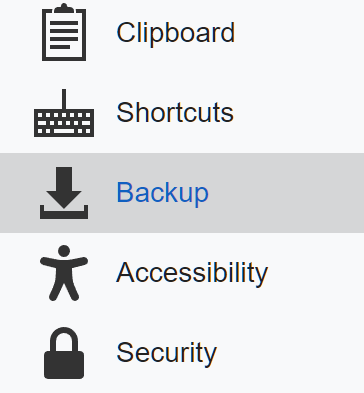 Clipboard
Shortcuts
Backup
Accessibility
Security